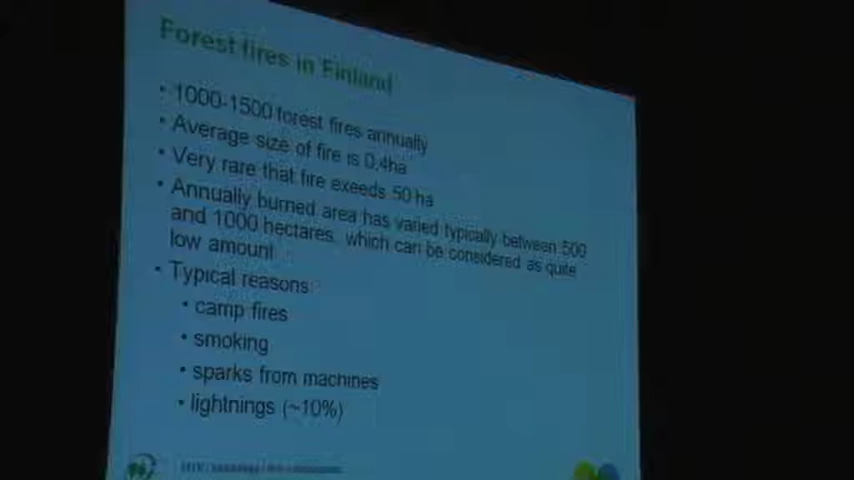 Forest fires in Finland
• 1000-1500 forest fires annually
• Average size of fire is 0,4ha
• Very rare that fire exceeds 50 ha
• Annually burned area has varied typically between 500
and 1000 hectares, which can be considered as quite
low amount
• Typical reasons:
• camp fires
• smoking
• sparks from machines
• lightnings (~10%)